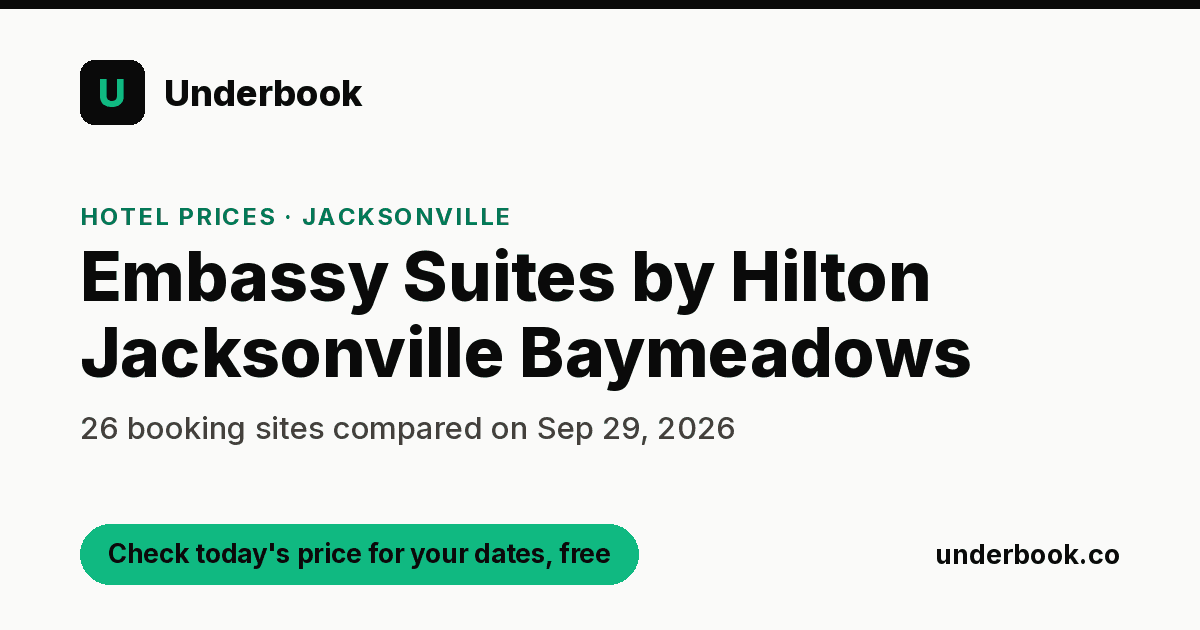 U Underbook
HOTEL PRICES · JACKSONVILLE
Embassy Suites by Hilton
Jacksonville Baymeadows
26 booking sites compared on Sep 29, 2026
Check today's price for your dates, free
underbook.co